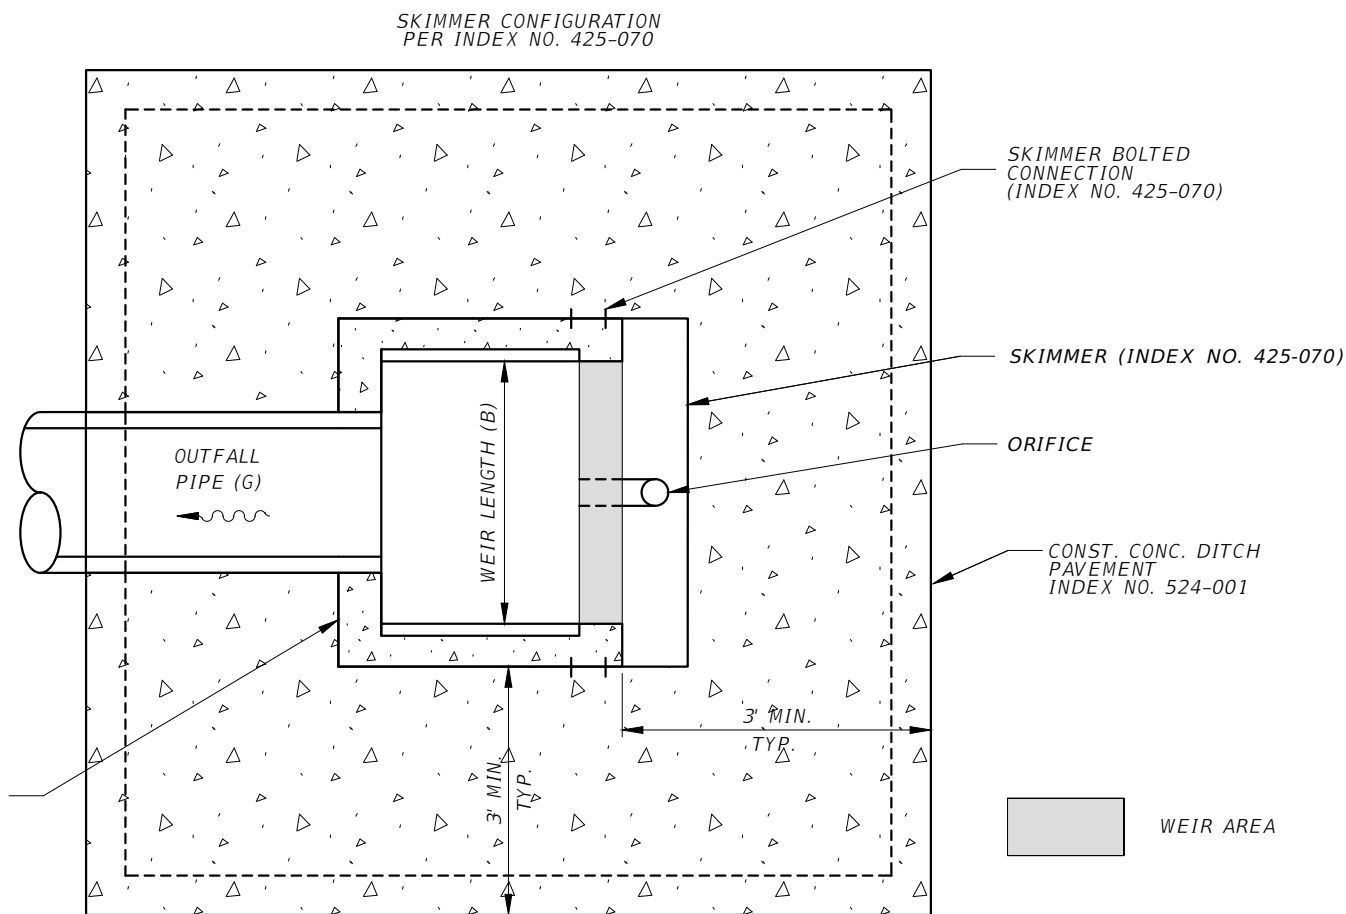 SKIMMER CONFIGURATION
PER INDEX NO. 425-070
SKIMMER BOLTED
CONNECTION
(INDEX NO. 425-070)
SKIMMER (INDEX NO. 425-070)
ORIFICE
OUTFALL
PIPE (G)
WEIR LENGTH (B)
CONST. CONC. DITCH
PAVEMENT
INDEX NO. 524-001
3' MIN.
TYP.
3' MIN.
TYP.
WEIR AREA